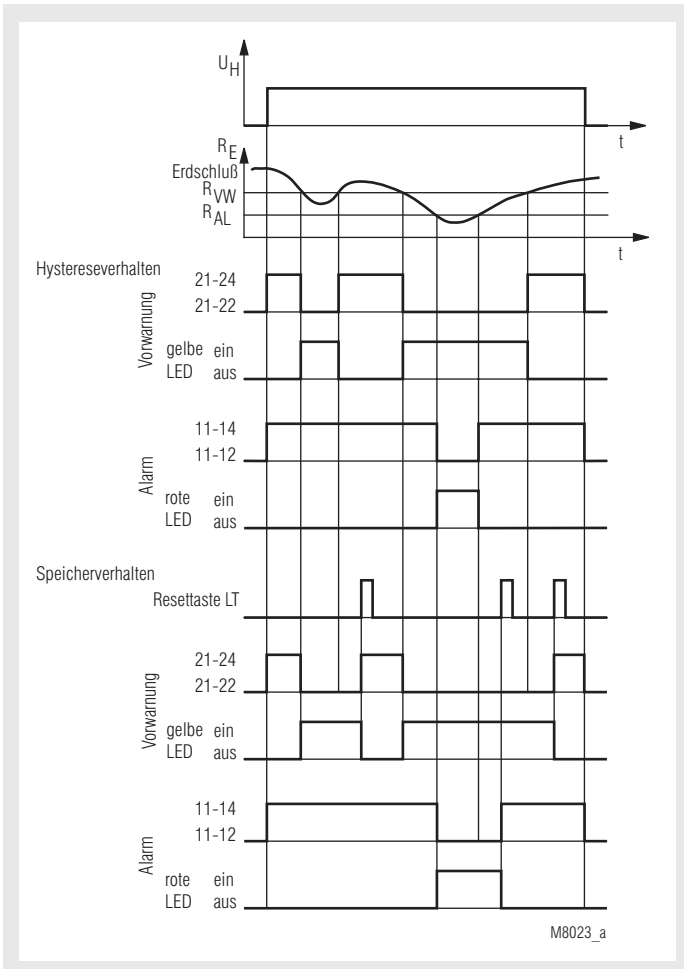 U_H
t
R_E
Erdschluß
R_VW
R_AL
t
Hystereseverhalten
21-24
21-22
Vorwarnung
gelbe ein
LED aus
11-14
11-12
Alarm
rote ein
LED aus
Speicherverhalten
Resettaste LT
21-24
21-22
Vorwarnung
gelbe ein
LED aus
11-14
11-12
Alarm
rote ein
LED aus
M8023_a